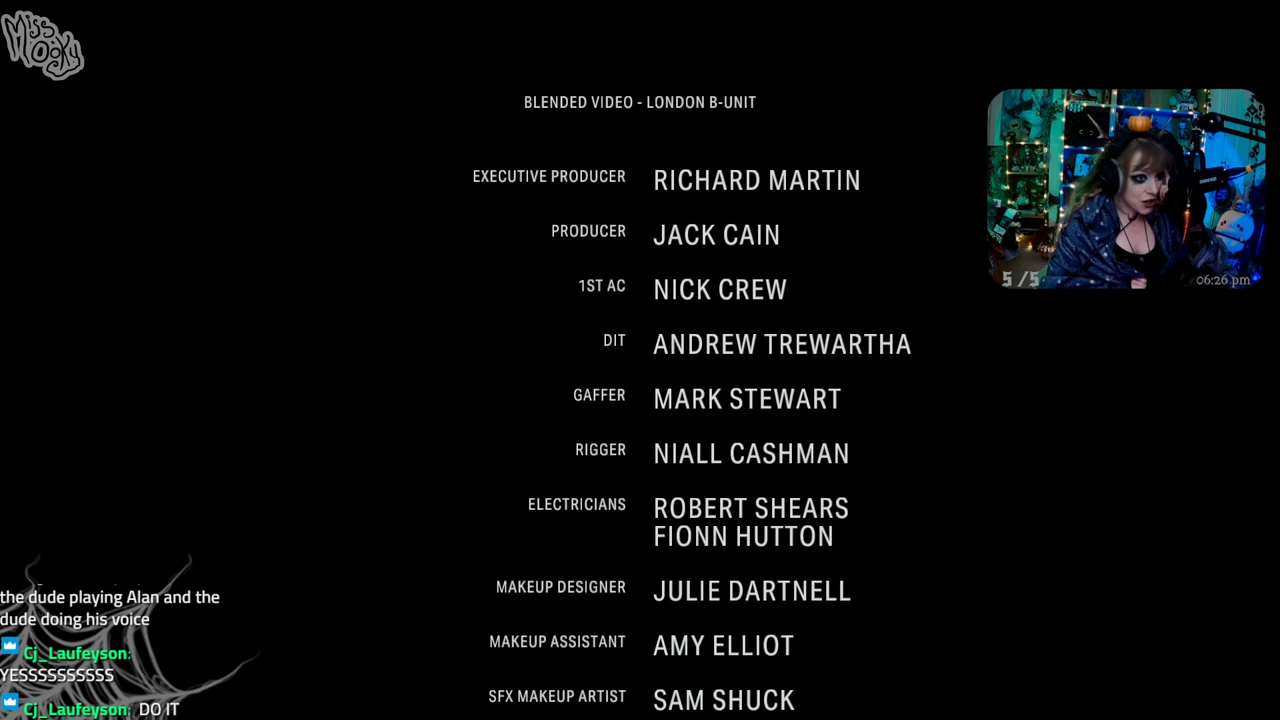 Miss
Ooky
BLENDED VIDEO - LONDON B-UNIT
EXECUTIVE PRODUCER RICHARD MARTIN
PRODUCER JACK CAIN
1ST AC NICK CREW
DIT ANDREW TREWARTHA
GAFFER MARK STEWART
RIGGER NIALL CASHMAN
ELECTRICIANS ROBERT SHEARS
FIONN HUTTON
MAKEUP DESIGNER JULIE DARTNELL
MAKEUP ASSISTANT AMY ELLIOT
SFX MAKEUP ARTIST SAM SHUCK
5 /5
06:26 pm
the dude playing Alan and the
dude doing his voice
Cj_Laufeyson:
YESSSSSSSSSS
Cj_Laufeyson: DO IT